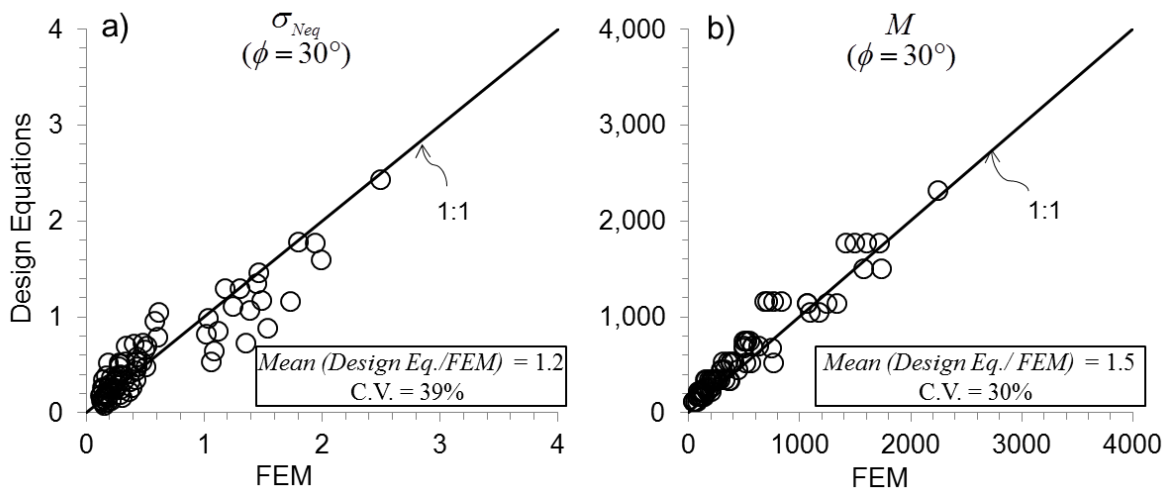 a)
σNeq
(ϕ = 30°)
4
3
2
1
0
Design Equations
1:1
Mean (Design Eq./FEM) = 1.2
C.V. = 39%
0 1 2 3 4
FEM
b)
M
(ϕ = 30°)
4,000
3,000
2,000
1,000
0
1:1
Mean (Design Eq./ FEM) = 1.5
C.V. = 30%
0 1000 2000 3000 4000
FEM